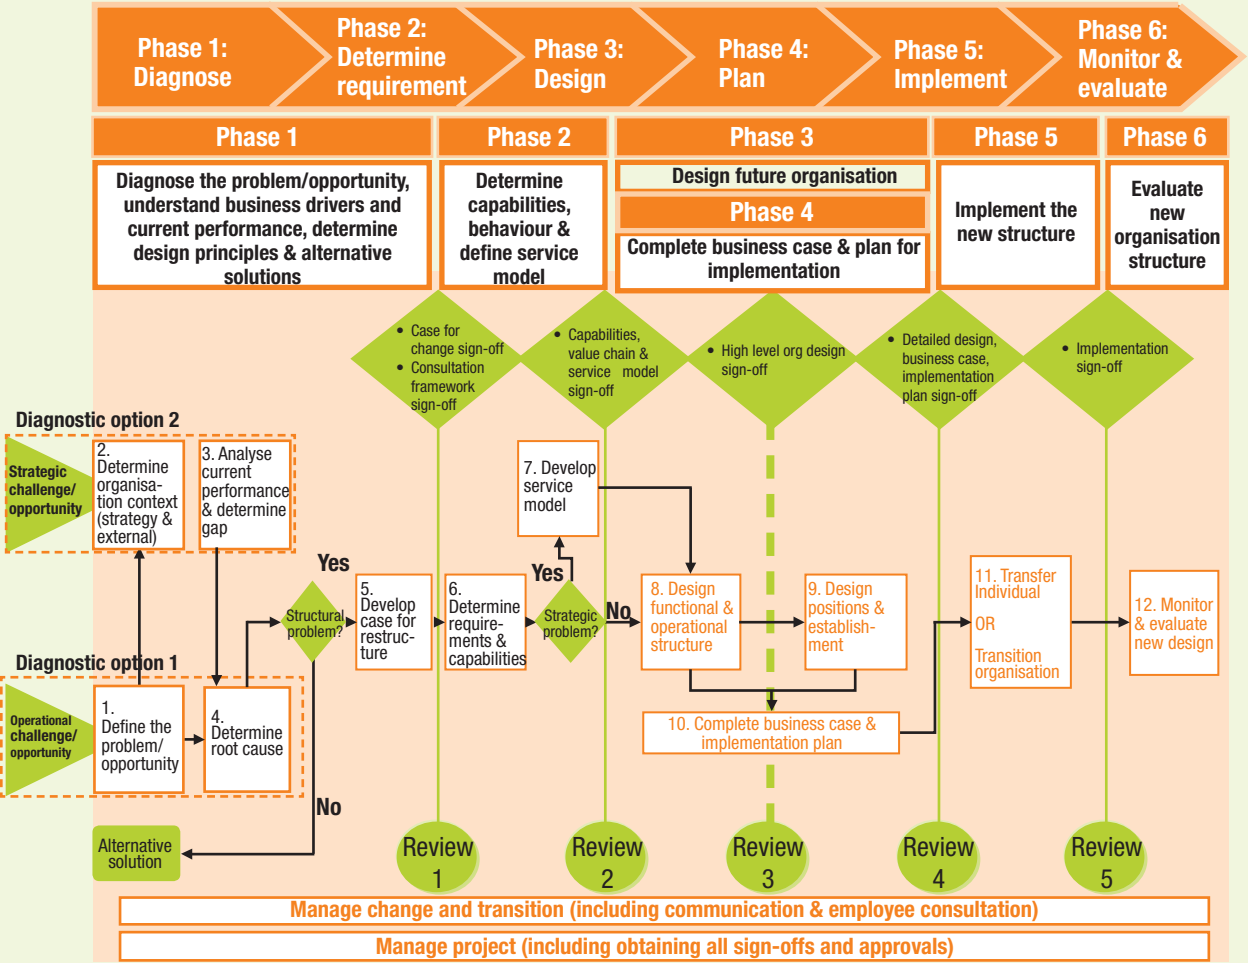 Phase 1:
Diagnose
Phase 2:
Determine
requirement
Phase 3:
Design
Phase 4:
Plan
Phase 5:
Implement
Phase 6:
Monitor &
evaluate
Phase 1
Phase 2
Phase 3
Phase 5
Phase 6
Diagnose the problem/opportunity,
understand business drivers and
current performance, determine
design principles & alternative
solutions
Determine
capabilities,
behaviour &
define service
model
Design future organisation
Phase 4
Complete business case & plan for
implementation
Implement the
new structure
Evaluate
new
organisation
structure
• Case for
change sign-off
• Consultation
framework
sign-off
• Capabilities,
value chain &
service model
sign-off
• High level org design
sign-off
• Detailed design,
business case,
implementation
plan sign-off
• Implementation
sign-off
Diagnostic option 2
Strategic
challenge/
opportunity
2.
Determine
organisa-
tion context
(strategy &
external)
3. Analyse
current
performance
& determine
gap
7. Develop
service
model
Yes
Structural
problem?
5.
Develop
case for
restruc-
ture
6.
Determine
require-
ments &
capabilities
Yes
Strategic
problem?
No
8. Design
functional &
operational
structure
9. Design
positions &
establish-
ment
11. Transfer
Individual
OR
Transition
organisation
12. Monitor
& evaluate
new design
Diagnostic option 1
Operational
challenge/
opportunity
1.
Define the
problem/
opportunity
4.
Determine
root cause
10. Complete business case &
implementation plan
No
Alternative
solution
Review
1
Review
2
Review
3
Review
4
Review
5
Manage change and transition (including communication & employee consultation)
Manage project (including obtaining all sign-offs and approvals)